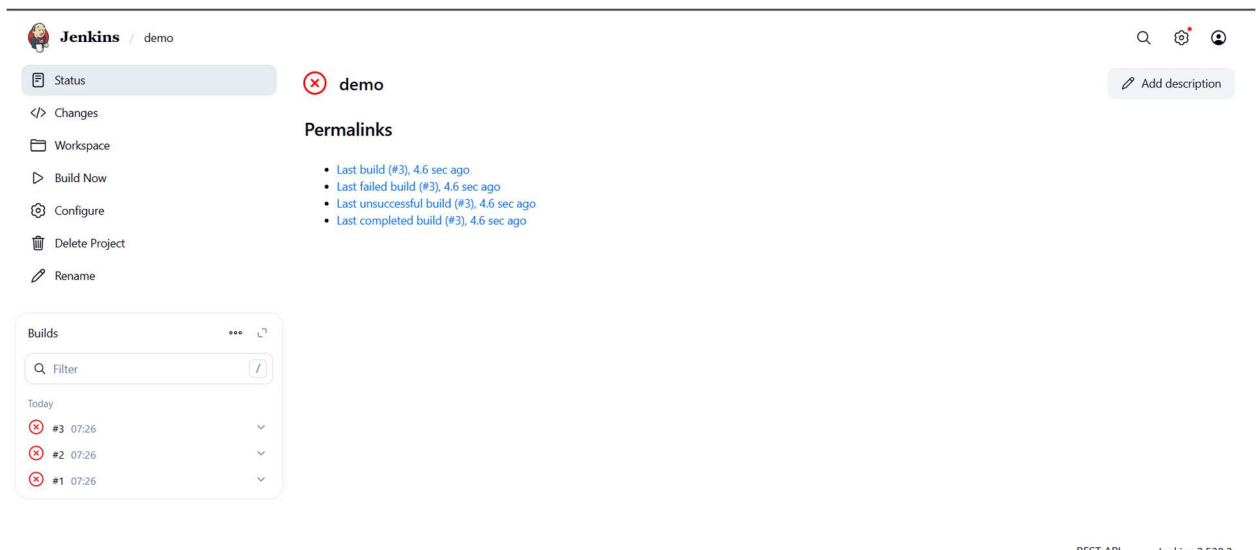 Jenkins / demo
Status
Changes
Workspace
Build Now
Configure
Delete Project
Rename
Builds
Filter /
Today
#3 07:26
#2 07:26
#1 07:26
demo
Add description
Permalinks
Last build (#3), 4.6 sec ago
Last failed build (#3), 4.6 sec ago
Last unsuccessful build (#3), 4.6 sec ago
Last completed build (#3), 4.6 sec ago
REST API